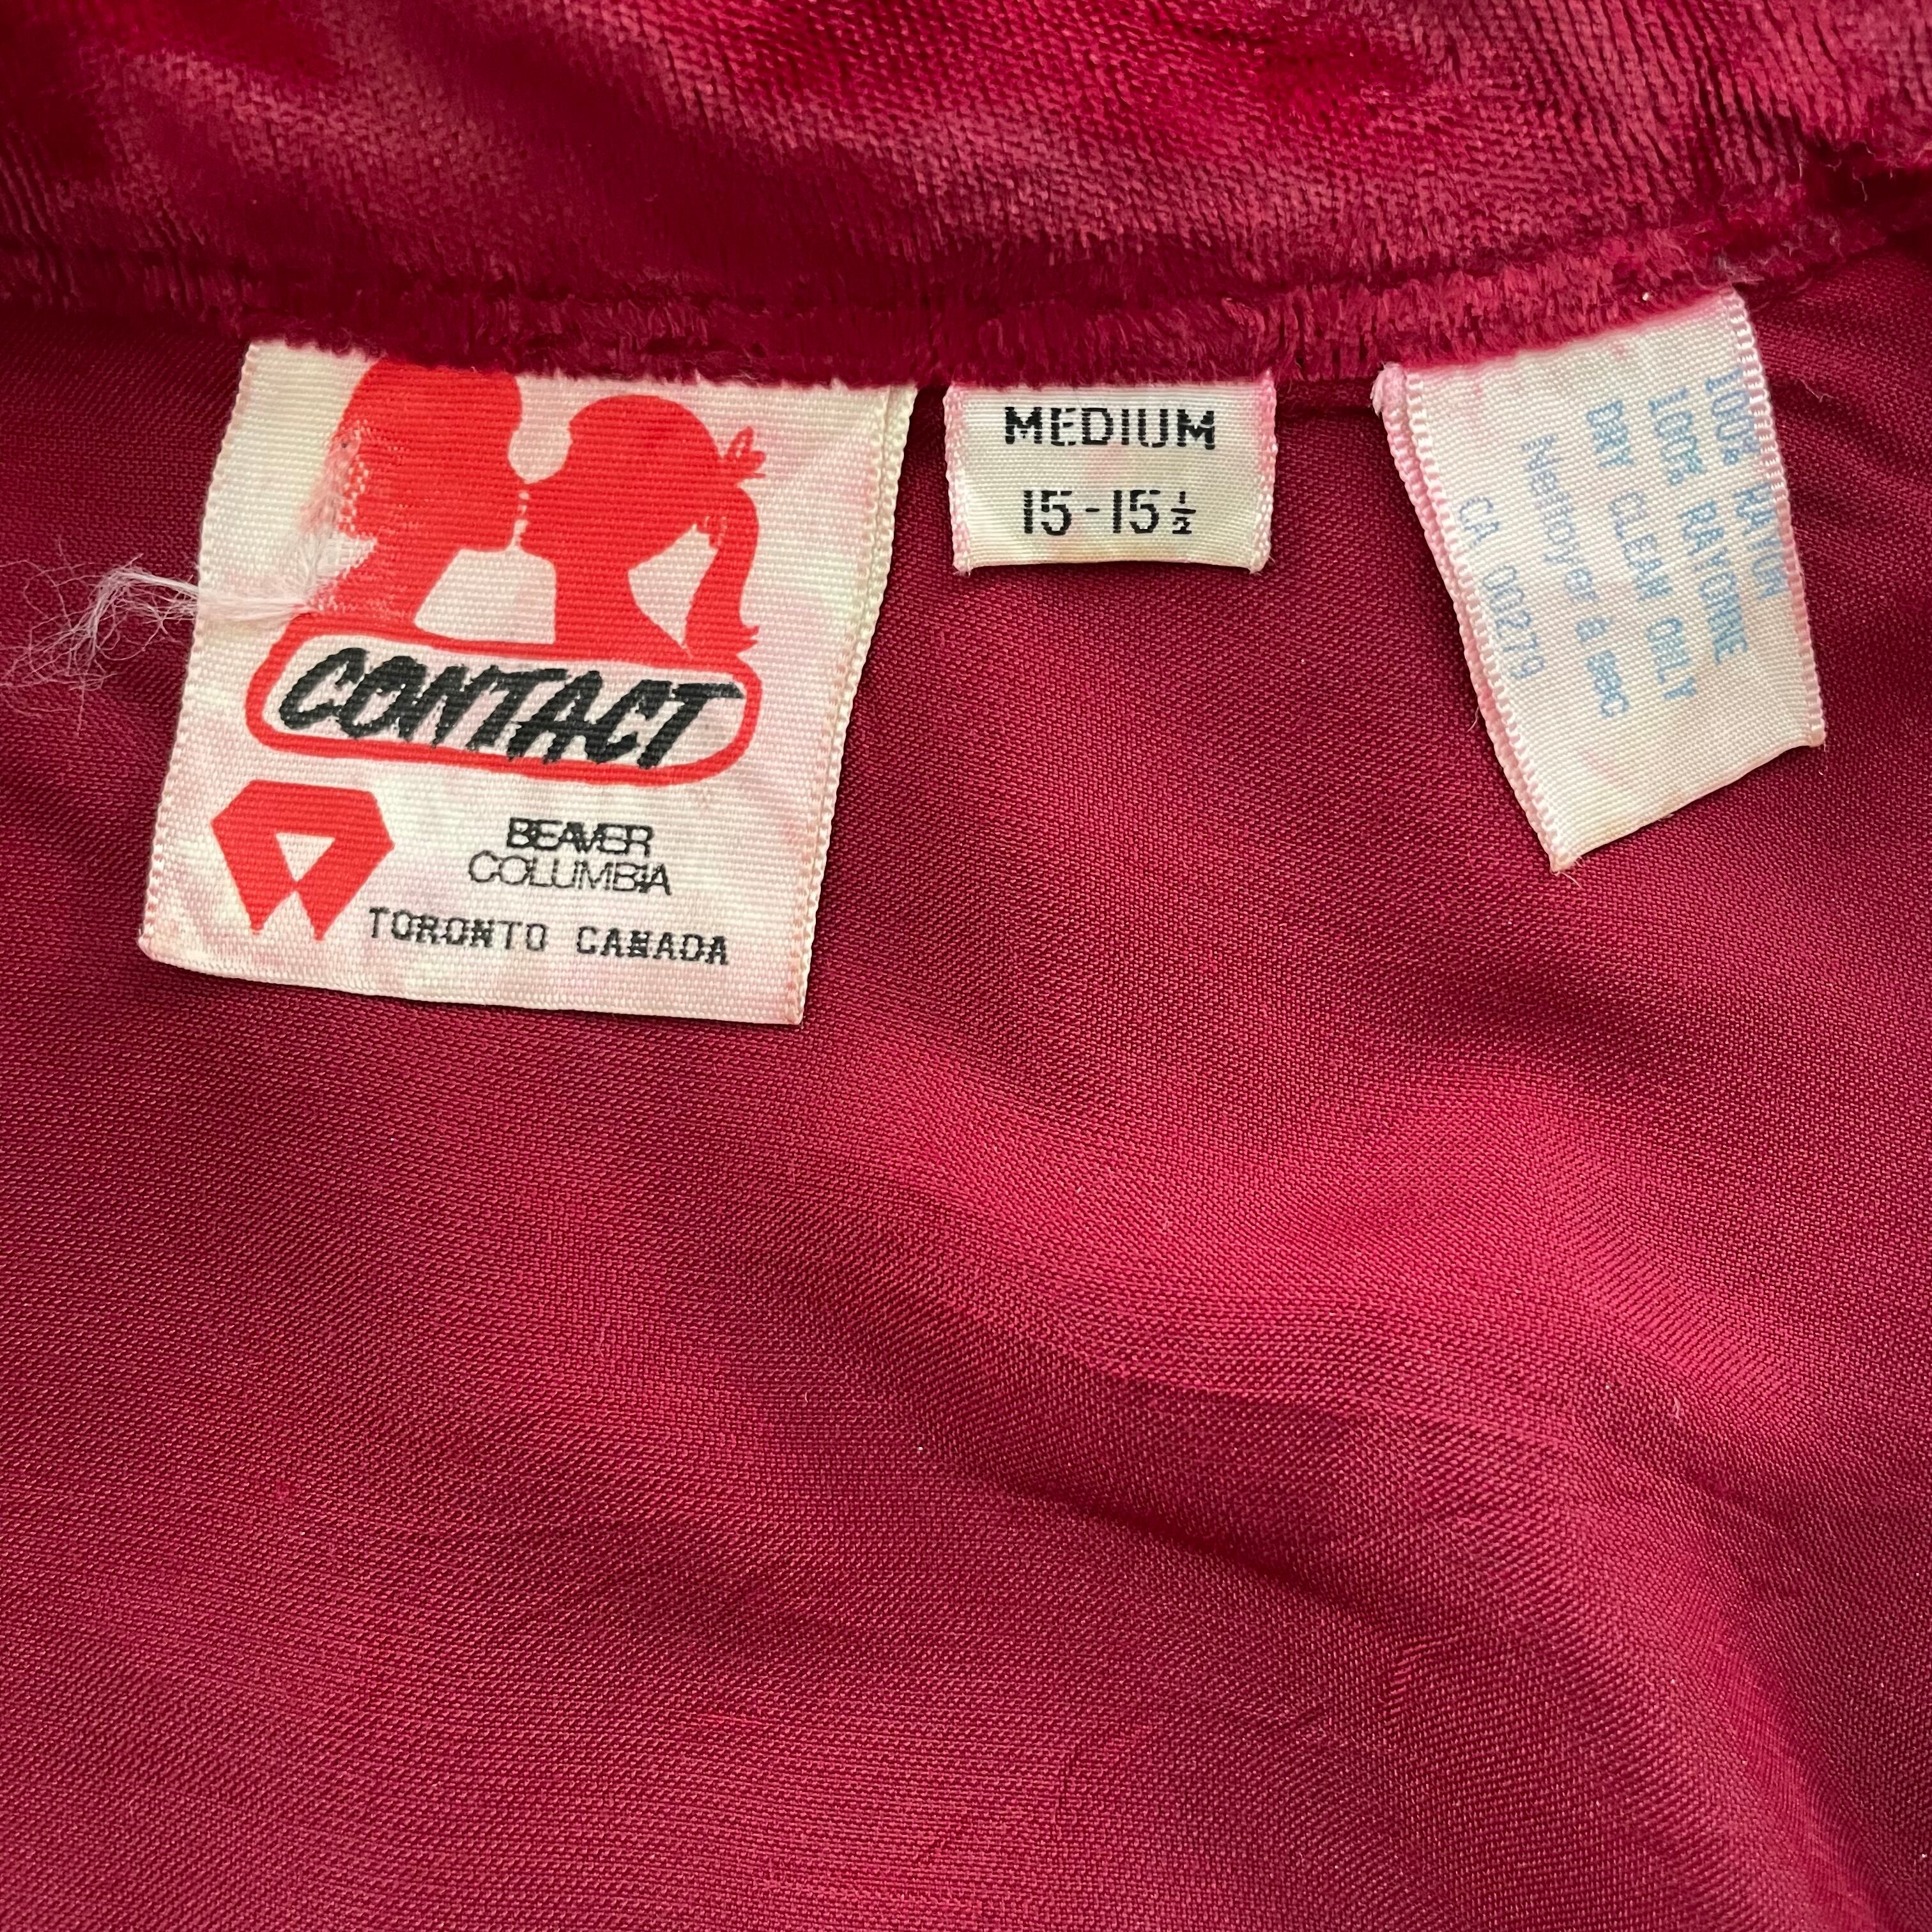 CONTACT
BEAVER
COLUMBIA
TORONTO CANADA
MEDIUM
15-15½
100% RAYON
100% RAYONNE
DRY CLEAN ONLY
Nettoyer à sec
CA 00279